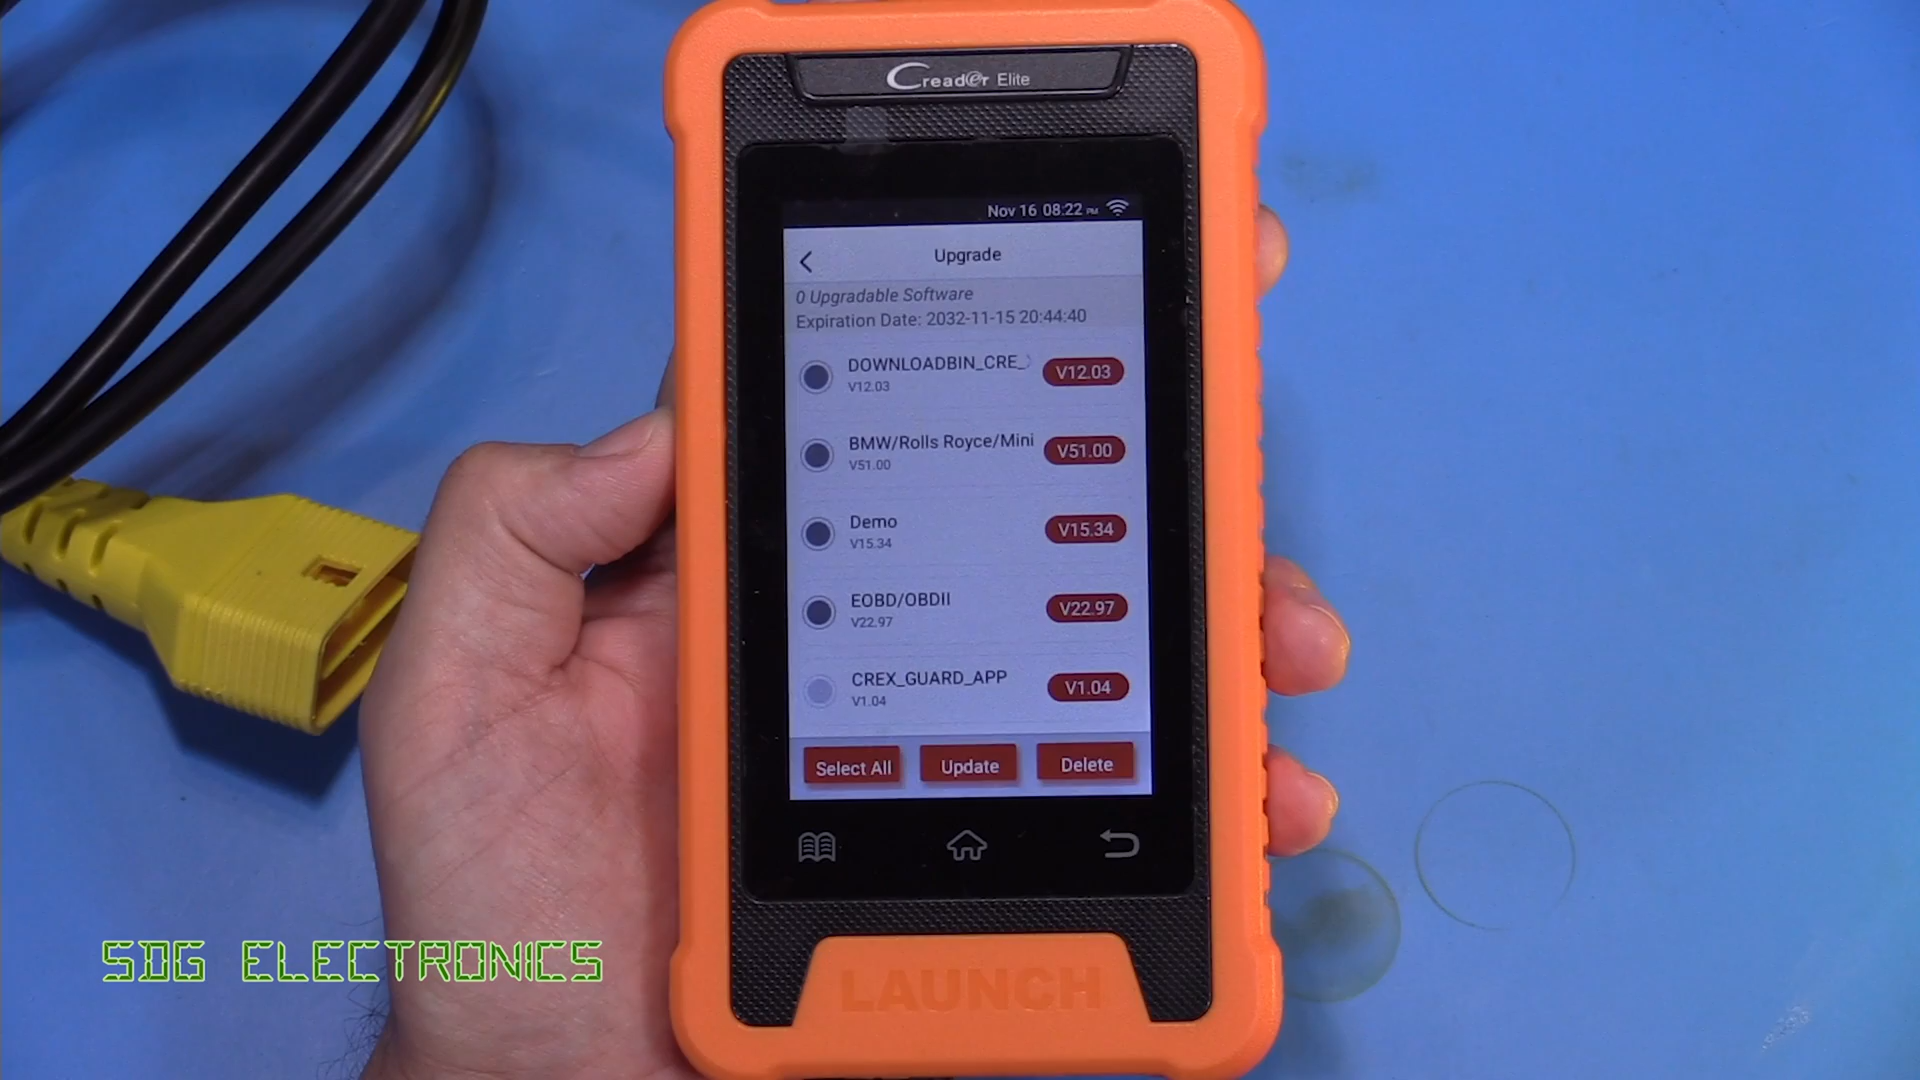 Creader Elite
Nov 16 08:22 PM
Upgrade
0 Upgradable Software
Expiration Date: 2032-11-15 20:44:40
DOWNLOADBIN_CRE_
V12.03
V12.03
BMW/Rolls Royce/Mini
V51.00
V51.00
Demo
V15.34
V15.34
EOBD/OBDII
V22.97
V22.97
CREX_GUARD_APP
V1.04
V1.04
Select All
Update
Delete
SDG ELECTRONICS
LAUNCH